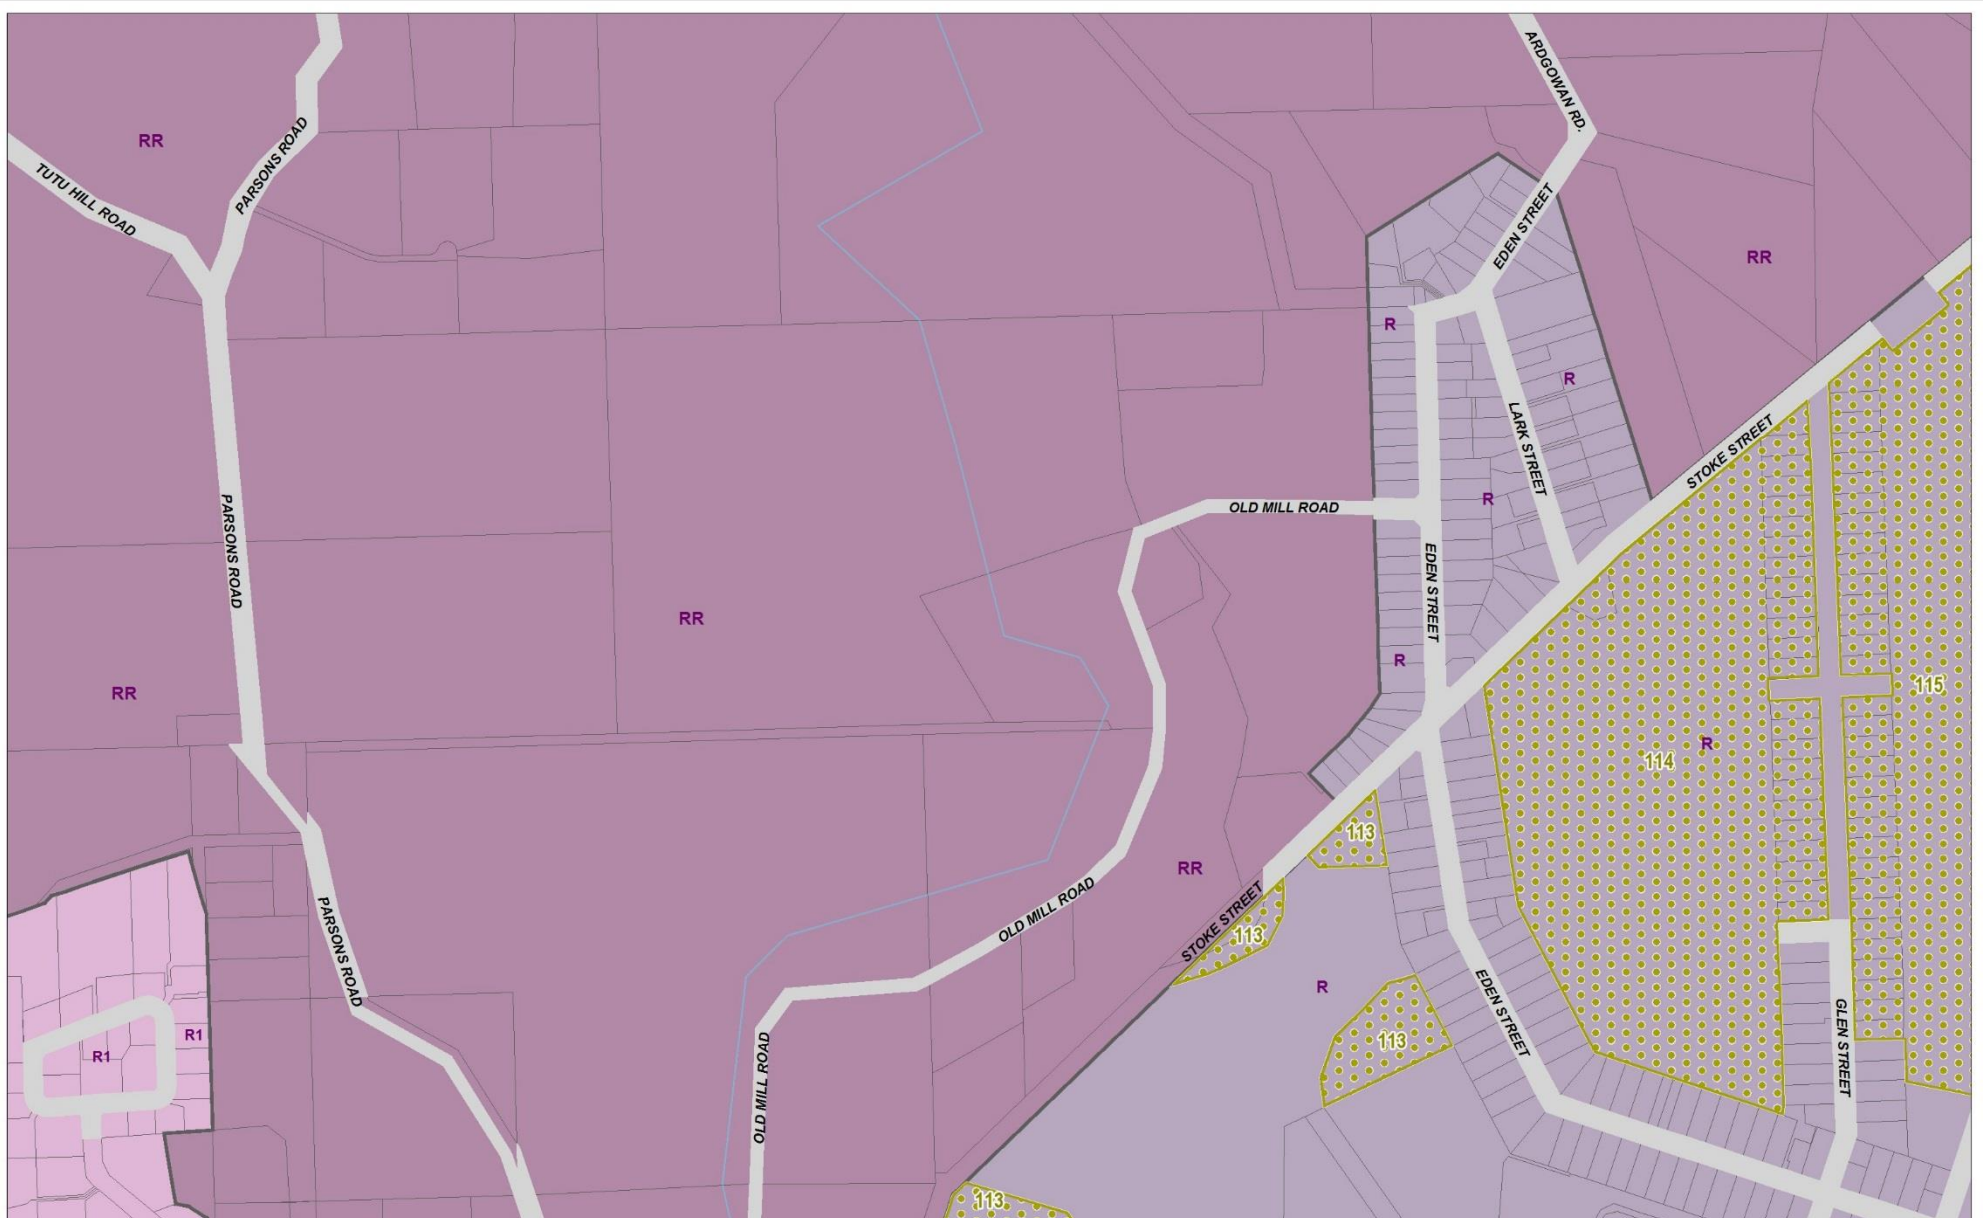 ARDGOWAN RD.
RR
PARSONS ROAD
TUTU HILL ROAD
EDEN STREET
RR
R
R
LARK STREET
STOKE STREET
PARSONS ROAD
OLD MILL ROAD
R
EDEN STREET
RR
R
RR
115
R
114
113
RR
OLD MILL ROAD
STOKE STREET
113
PARSONS ROAD
R
EDEN STREET
GLEN STREET
R1
R1
113
OLD MILL ROAD
113